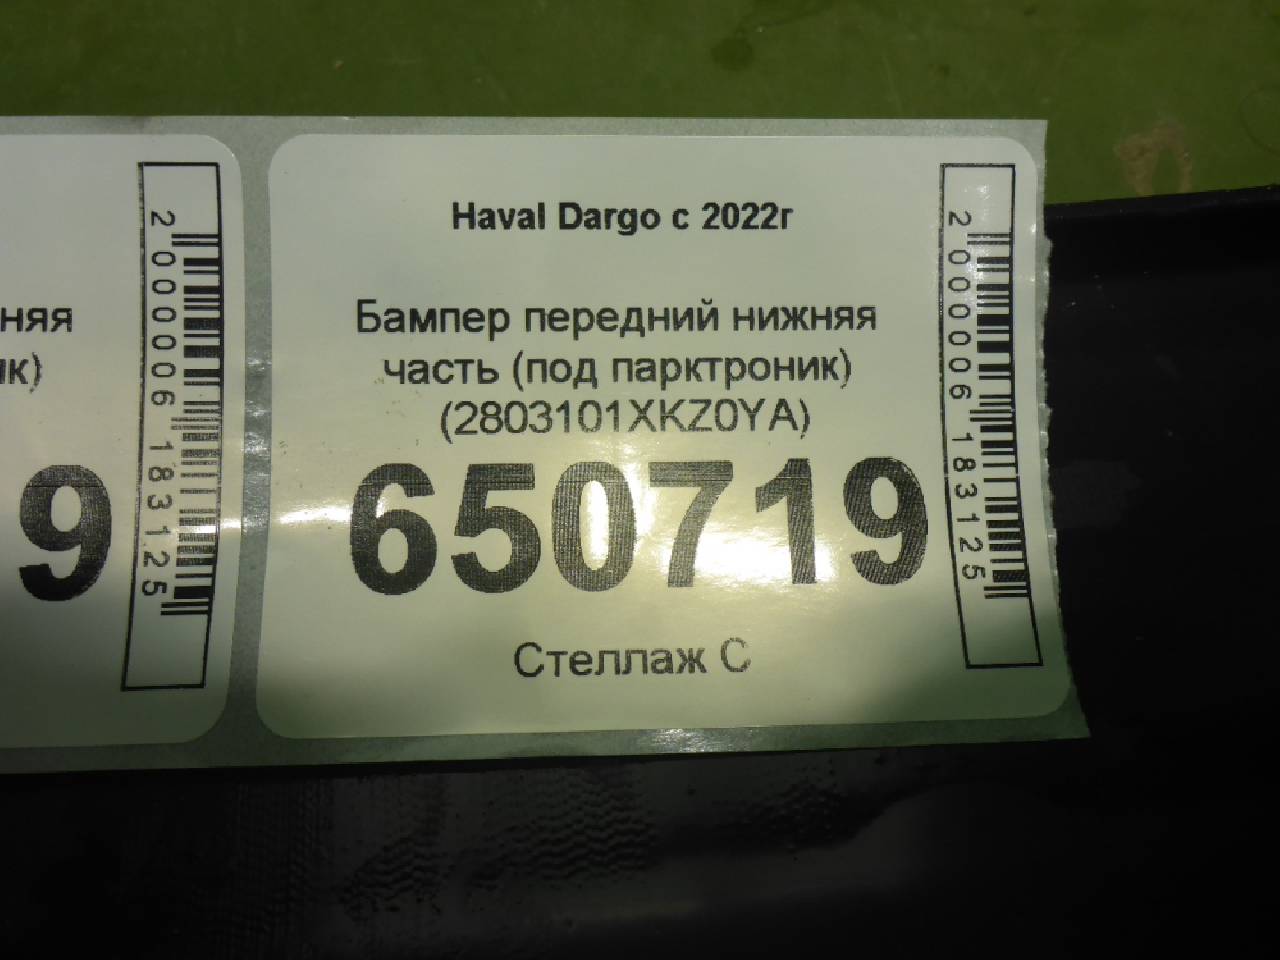 Haval Dargo с 2022г
Бампер передний нижняя
часть (под парктроник)
(2803101XKZ0YA)
650719
Стеллаж С
2000006183125
няя
ик)
9
2000006183125